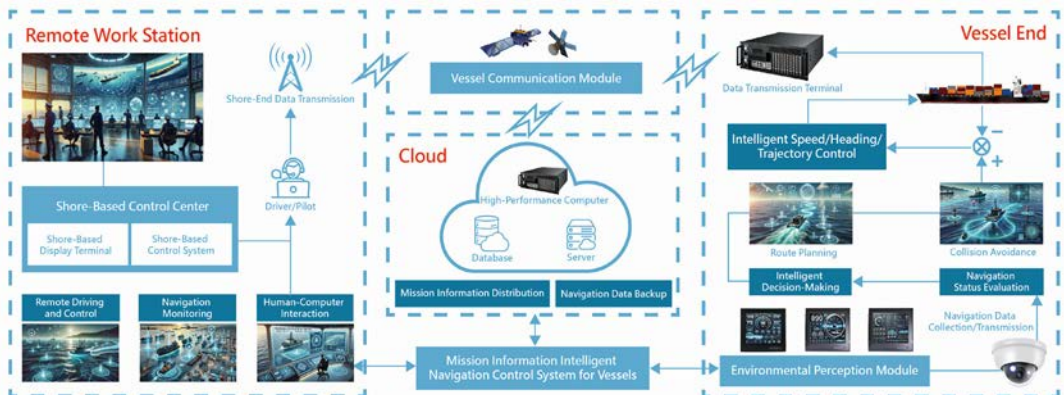 Remote Work Station
Shore-End Data Transmission
Driver/Pilot
Shore-Based Control Center
Shore-Based
Display Terminal
Shore-Based
Control System
Remote Driving
and Control
Navigation
Monitoring
Human-Computer
Interaction
Vessel Communication Module
Cloud
High-Performance Computer
Database
Server
Mission Information Distribution
Navigation Data Backup
Mission Information Intelligent
Navigation Control System for Vessels
Vessel End
Data Transmission Terminal
Intelligent Speed/Heading/
Trajectory Control
−
+
Route Planning
Collision Avoidance
Intelligent
Decision-Making
Navigation
Status Evaluation
Navigation Data
Collection/Transmission
Environmental Perception Module